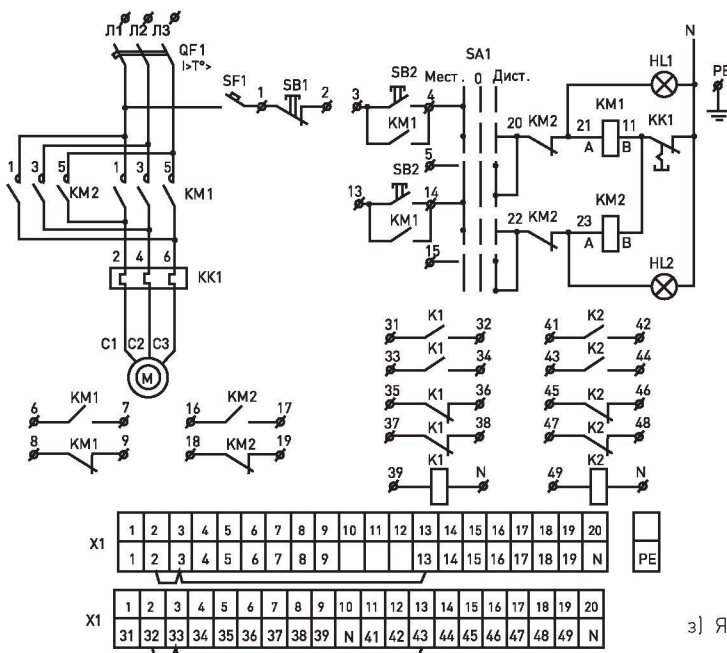 Л1 Л2 Л3 N
QF1 I>T°> SA1 HL1 PE
SF1 1 SB1 2 3 SB2 4 Мест. 0 Дист. KM1
KM1 20 KM2 21 11 KK1
A B
5
1 3 5 KM2 1 3 5 KM1 13 SB2 14 KM2
KM1 22 KM2 23
A B
2 4 6 KK1 15 HL2
C1 C2 C3
M
31 K1 32 41 K2 42
33 K1 34 43 K2 44
35 K1 36 45 K2 46
37 K1 38 47 K2 48
39 K1 N 49 K2 N
6 KM1 7 16 KM2 17
8 KM1 9 18 KM2 19
X1 1 2 3 4 5 6 7 8 9 10 11 12 13 14 15 16 17 18 19 20
1 2 3 4 5 6 7 8 9 13 14 15 16 17 18 19 N PE
X1 1 2 3 4 5 6 7 8 9 10 11 12 13 14 15 16 17 18 19 20
31 32 33 34 35 36 37 38 39 N 41 42 43 44 45 46 47 48 49 N
з) Я